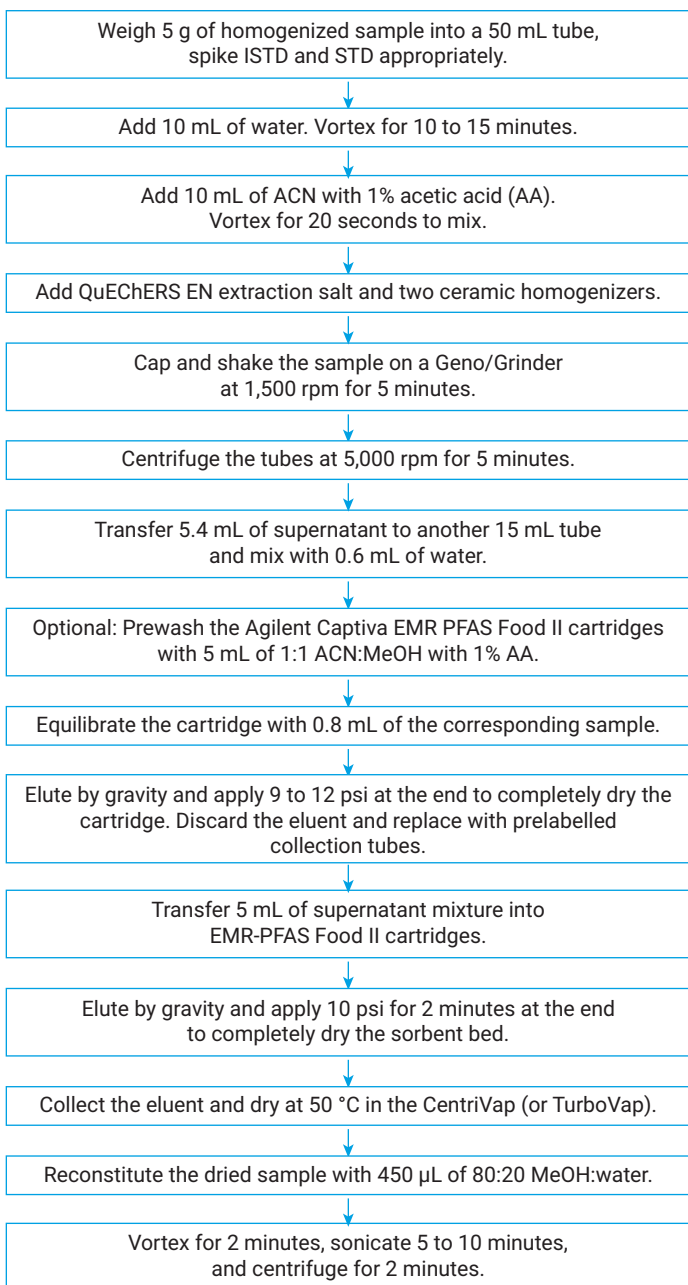 Weigh 5 g of homogenized sample into a 50 mL tube,
spike ISTD and STD appropriately.
Add 10 mL of water. Vortex for 10 to 15 minutes.
Add 10 mL of ACN with 1% acetic acid (AA).
Vortex for 20 seconds to mix.
Add QuEChERS EN extraction salt and two ceramic homogenizers.
Cap and shake the sample on a Geno/Grinder
at 1,500 rpm for 5 minutes.
Centrifuge the tubes at 5,000 rpm for 5 minutes.
Transfer 5.4 mL of supernatant to another 15 mL tube
and mix with 0.6 mL of water.
Optional: Prewash the Agilent Captiva EMR PFAS Food II cartridges
with 5 mL of 1:1 ACN:MeOH with 1% AA.
Equilibrate the cartridge with 0.8 mL of the corresponding sample.
Elute by gravity and apply 9 to 12 psi at the end to completely dry the
cartridge. Discard the eluent and replace with prelabelled
collection tubes.
Transfer 5 mL of supernatant mixture into
EMR-PFAS Food II cartridges.
Elute by gravity and apply 10 psi for 2 minutes at the end
to completely dry the sorbent bed.
Collect the eluent and dry at 50 °C in the CentriVap (or TurboVap).
Reconstitute the dried sample with 450 µL of 80:20 MeOH:water.
Vortex for 2 minutes, sonicate 5 to 10 minutes,
and centrifuge for 2 minutes.